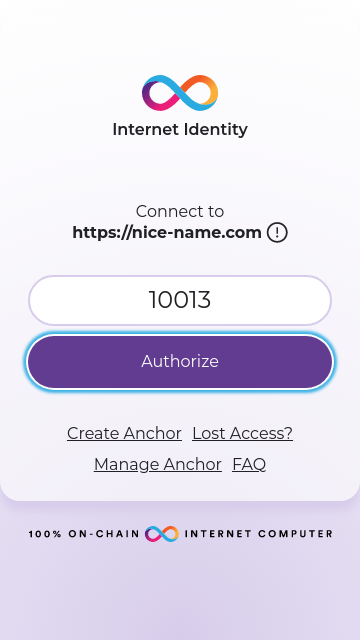 Internet Identity
Connect to
https://nice-name.com
10013
Authorize
Create Anchor Lost Access?
Manage Anchor FAQ
100% ON-CHAIN INTERNET COMPUTER